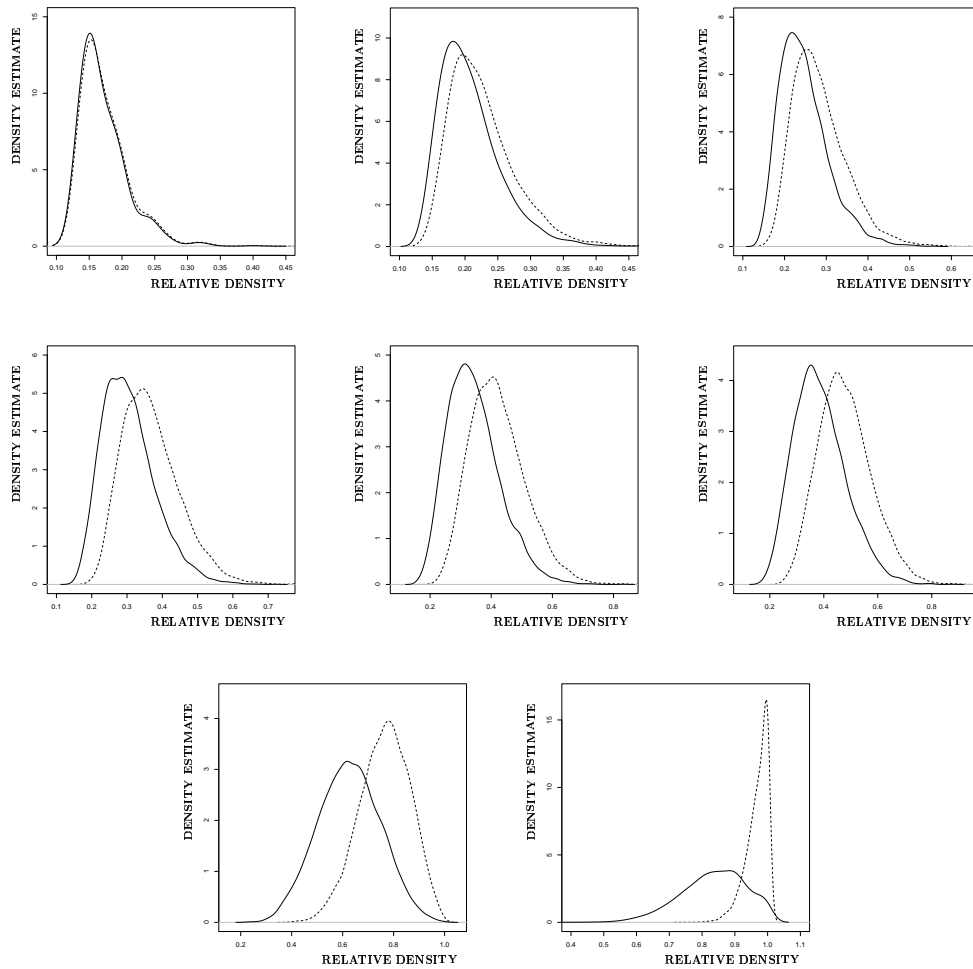 DENSITY ESTIMATE
0 5 10 15
0.10 0.15 0.20 0.25 0.30 0.35 0.40 0.45
RELATIVE DENSITY
DENSITY ESTIMATE
0 2 4 6 8 10
0.10 0.15 0.20 0.25 0.30 0.35 0.40 0.45
RELATIVE DENSITY
DENSITY ESTIMATE
0 2 4 6 8
0.1 0.2 0.3 0.4 0.5 0.6
RELATIVE DENSITY
DENSITY ESTIMATE
0 1 2 3 4 5 6
0.1 0.2 0.3 0.4 0.5 0.6 0.7
RELATIVE DENSITY
DENSITY ESTIMATE
0 1 2 3 4 5
0.2 0.4 0.6 0.8
RELATIVE DENSITY
DENSITY ESTIMATE
0 1 2 3 4
0.2 0.4 0.6 0.8
RELATIVE DENSITY
DENSITY ESTIMATE
0 1 2 3 4
0.2 0.4 0.6 0.8 1.0
RELATIVE DENSITY
DENSITY ESTIMATE
0 5 10 15
0.4 0.5 0.6 0.7 0.8 0.9 1.0 1.1
RELATIVE DENSITY